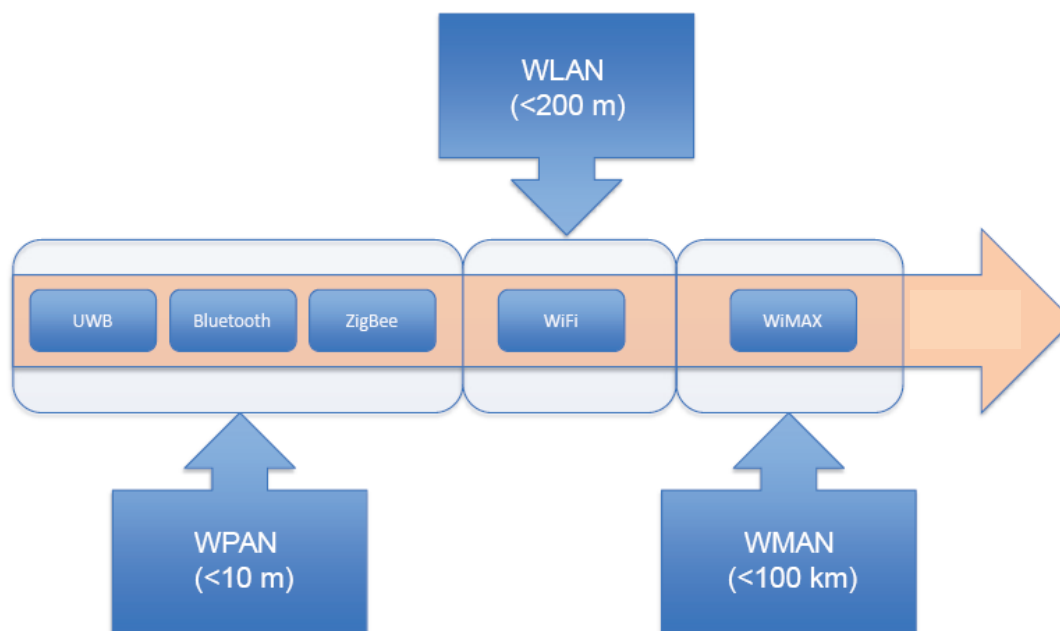 WLAN
(<200 m)
UWB
Bluetooth
ZigBee
WiFi
WiMAX
WPAN
(<10 m)
WMAN
(<100 km)